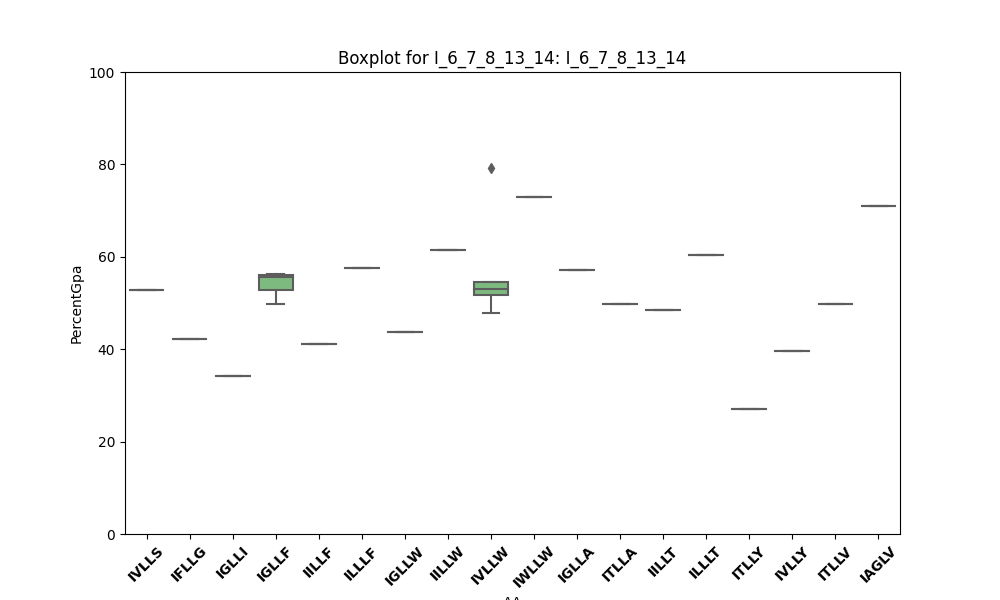 Boxplot for I_6_7_8_13_14: I_6_7_8_13_14
100
80
60
40
20
0
PercentGpa
IVLLS IFLLG IGLLI IGLLF IILLF ILLLF IGLLW IILLW IVLLW IWLLW IGLLA ITLLA IILLT ILLLT ITLLY IVLLY ITLLV IAGLV